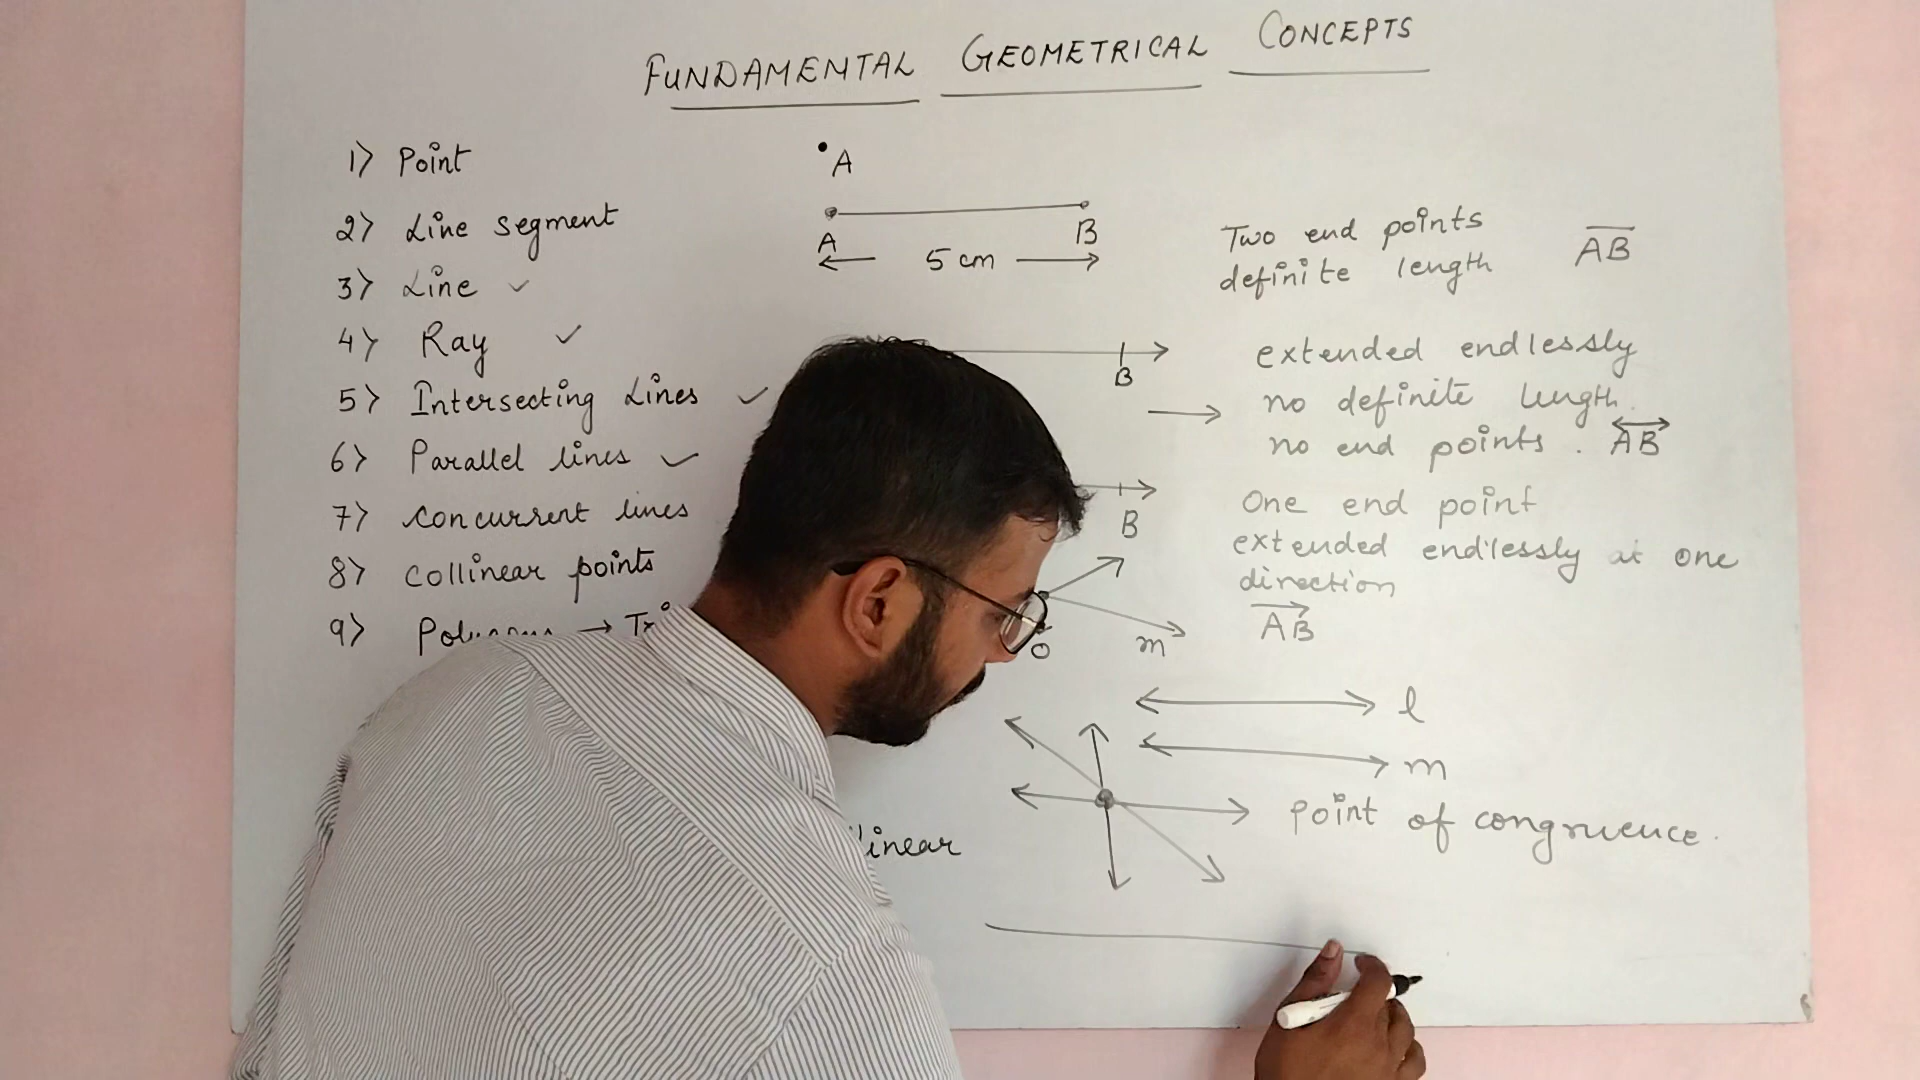 FUNDAMENTAL GEOMETRICAL CONCEPTS
1) Point
2) Line segment
3) Line ✓
4) Ray ✓
5) Intersecting Lines ✓
6) Parallel lines ✓
7) concurrent lines
8) collinear points
9) →
linear
A
A B
← 5 cm →
Two end points
definite length AB
B
extended endlessly
→ no definite length.
no end points. AB
B
One end point
extended endlessly at one
direction
AB
O m
l
m
Point of congruence.